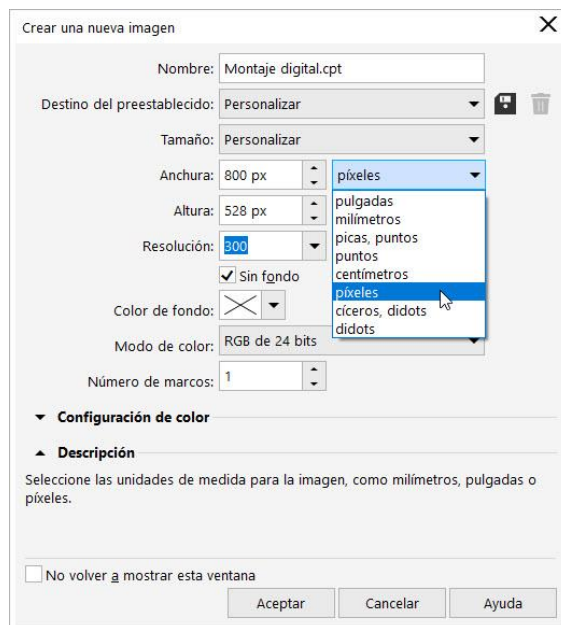 Crear una nueva imagen
Nombre: Montaje digital.cpt
Destino del preestablecido: Personalizar
Tamaño: Personalizar
Anchura: 800 px píxeles
pulgadas
milímetros
picas, puntos
puntos
centímetros
píxeles
cíceros, didots
didots
Altura: 528 px
Resolución: 300
Sin fondo
Color de fondo:
Modo de color: RGB de 24 bits
Número de marcos: 1
Configuración de color
Descripción
Seleccione las unidades de medida para la imagen, como milímetros, pulgadas o
píxeles.
No volver a mostrar esta ventana
Aceptar Cancelar Ayuda